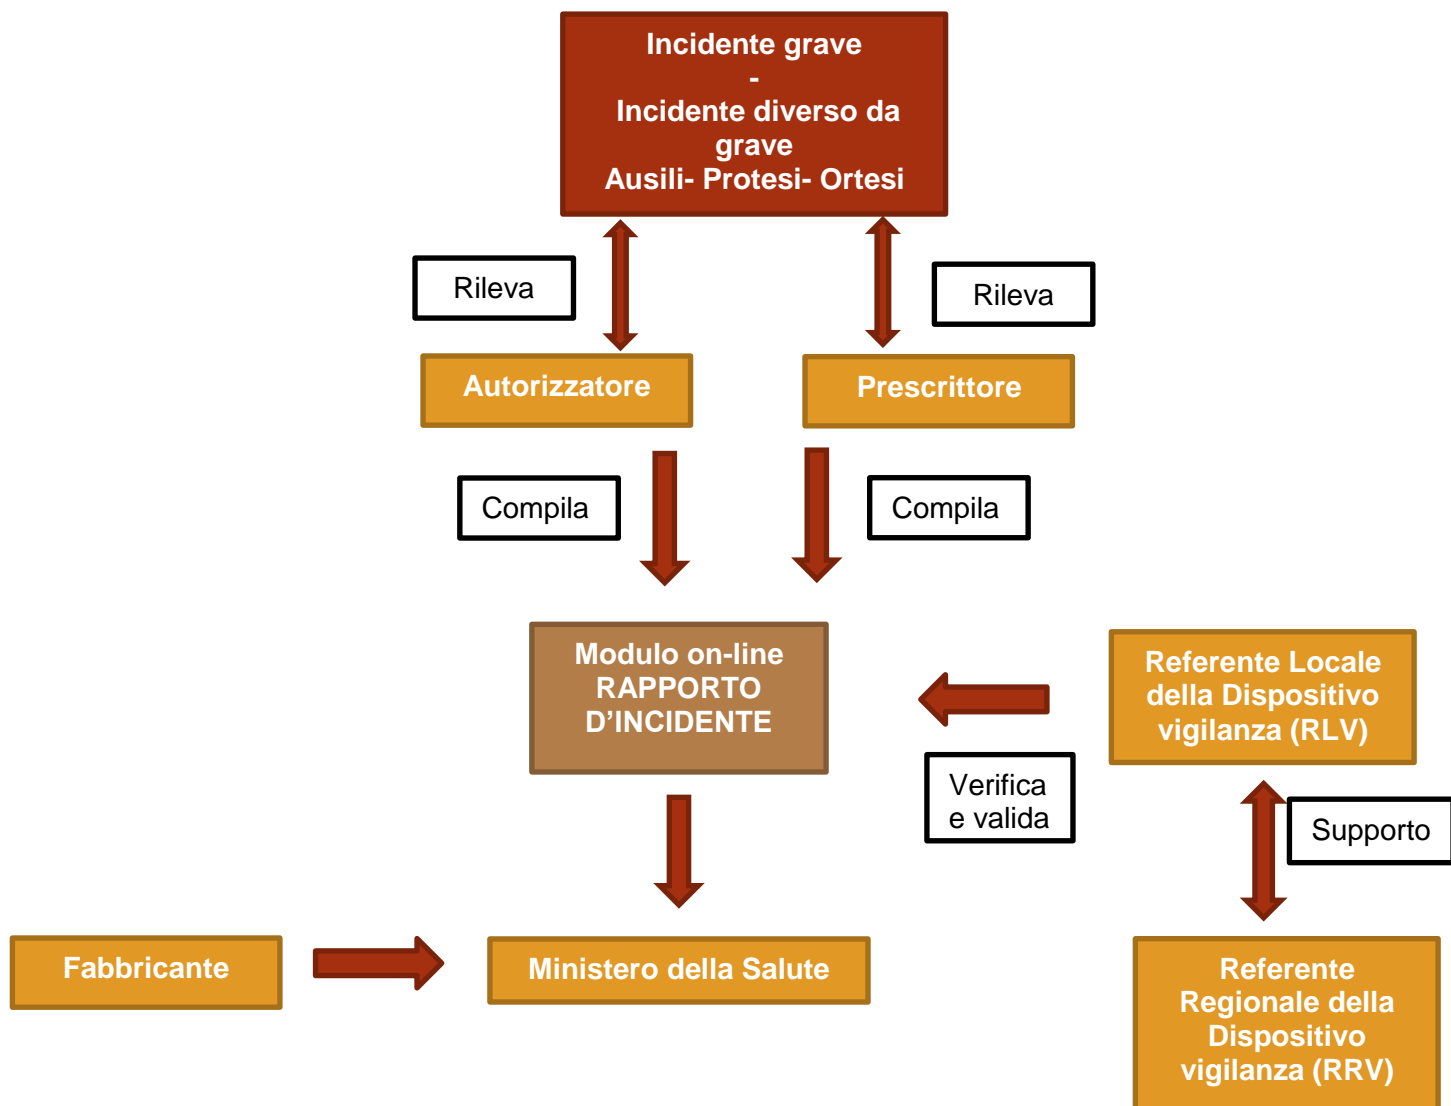 Incidente grave
-
Incidente diverso da
grave
Ausili- Protesi- Ortesi
Rileva
Rileva
Autorizzatore
Prescrittore
Compila
Compila
Modulo on-line
RAPPORTO
D’INCIDENTE
Referente Locale
della Dispositivo
vigilanza (RLV)
Verifica
e valida
Supporto
Fabbricante
Ministero della Salute
Referente
Regionale della
Dispositivo
vigilanza (RRV)